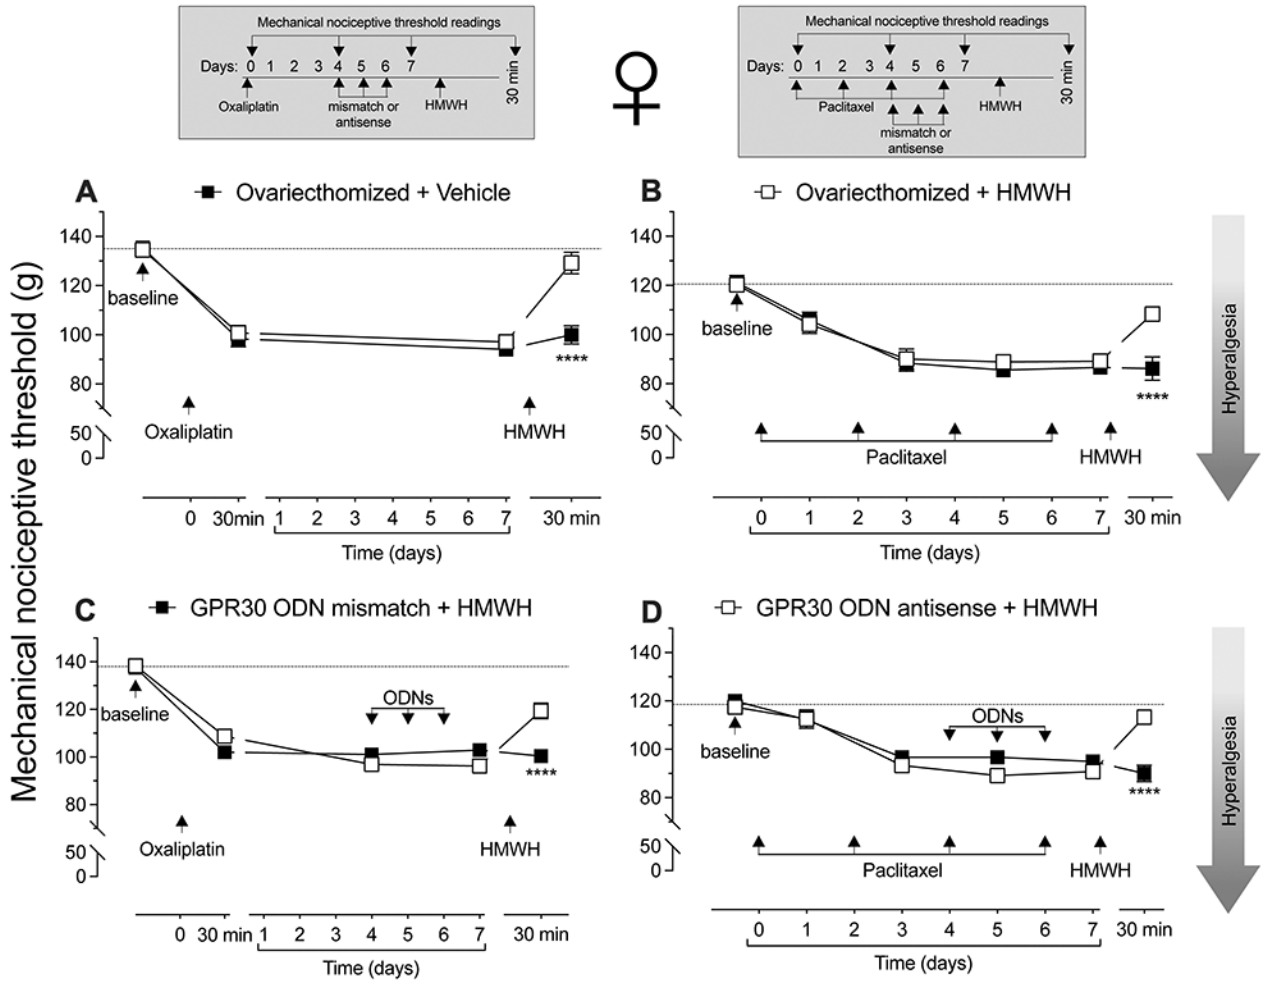 Mechanical nociceptive threshold readings
Days: 0 1 2 3 4 5 6 7
30 min
Oxaliplatin
mismatch or
antisense
HMWH
Mechanical nociceptive threshold readings
Days: 0 1 2 3 4 5 6 7
30 min
Paclitaxel
HMWH
mismatch or
antisense
Mechanical nociceptive threshold (g)
A
Ovariecthomized + Vehicle
140
120
100
80
50
0
baseline
Oxaliplatin
HMWH
****
0 30min 1 2 3 4 5 6 7 30 min
Time (days)
B
Ovariecthomized + HMWH
140
120
100
80
50
0
baseline
Paclitaxel
HMWH
****
0 1 2 3 4 5 6 7 30 min
Time (days)
Hyperalgesia
C
GPR30 ODN mismatch + HMWH
140
120
100
80
50
0
baseline
ODNs
Oxaliplatin
HMWH
****
0 30 min 1 2 3 4 5 6 7 30 min
Time (days)
D
GPR30 ODN antisense + HMWH
140
120
100
80
50
0
baseline
ODNs
Paclitaxel
HMWH
****
0 1 2 3 4 5 6 7 30 min
Time (days)
Hyperalgesia